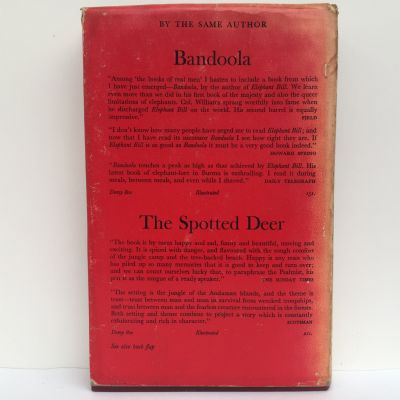 BY THE SAME AUTHOR
Bandoola
"Among 'the books of real men' I hasten to include a book from which
I have just emerged—Bandoola, by the author of Elephant Bill. We learn
even more than we did in his first book of the majesty and also the queer
limitations of elephants. Col. Williams sprang worthily into fame when
he discharged Elephant Bill on the world. His second barrel is equally
impressive."
FIELD
"I don't know how many people have urged me to read Elephant Bill; and
now that I have read its successor Bandoola I see how right they are. If
Elephant Bill is as good as Bandoola it must be a very good book indeed."
HOWARD SPRING
"Bandoola touches a peak as high as that achieved by Elephant Bill. His
latest book of elephant-lore in Burma is enthralling. I read it during
meals, between meals, and even while I shaved." DAILY TELEGRAPH
Demy 8vo Illustrated 15s.
The Spotted Deer
"The book is by turns happy and sad, funny and beautiful, moving and
exciting. It is spiced with danger, and flavoured with the rough comfort
of the jungle camp and the tree-backed beach. Happy is any man who
has piled up so many memories that it is good to keep and turn over;
and we can count ourselves lucky that, to paraphrase the Psalmist, his
pen is as the tongue of a ready speaker." THE SUNDAY TIMES
"The setting is the jungle of the Andaman Islands, and the theme is
trust—trust between man and man in survival from wrecked troopships,
and trust between man and the fearless creatures encountered in the forests.
Both setting and theme combine to project a story which is constantly
exhilarating and rich in character." SCOTSMAN
Demy 8vo Illustrated 21s.
See also back flap